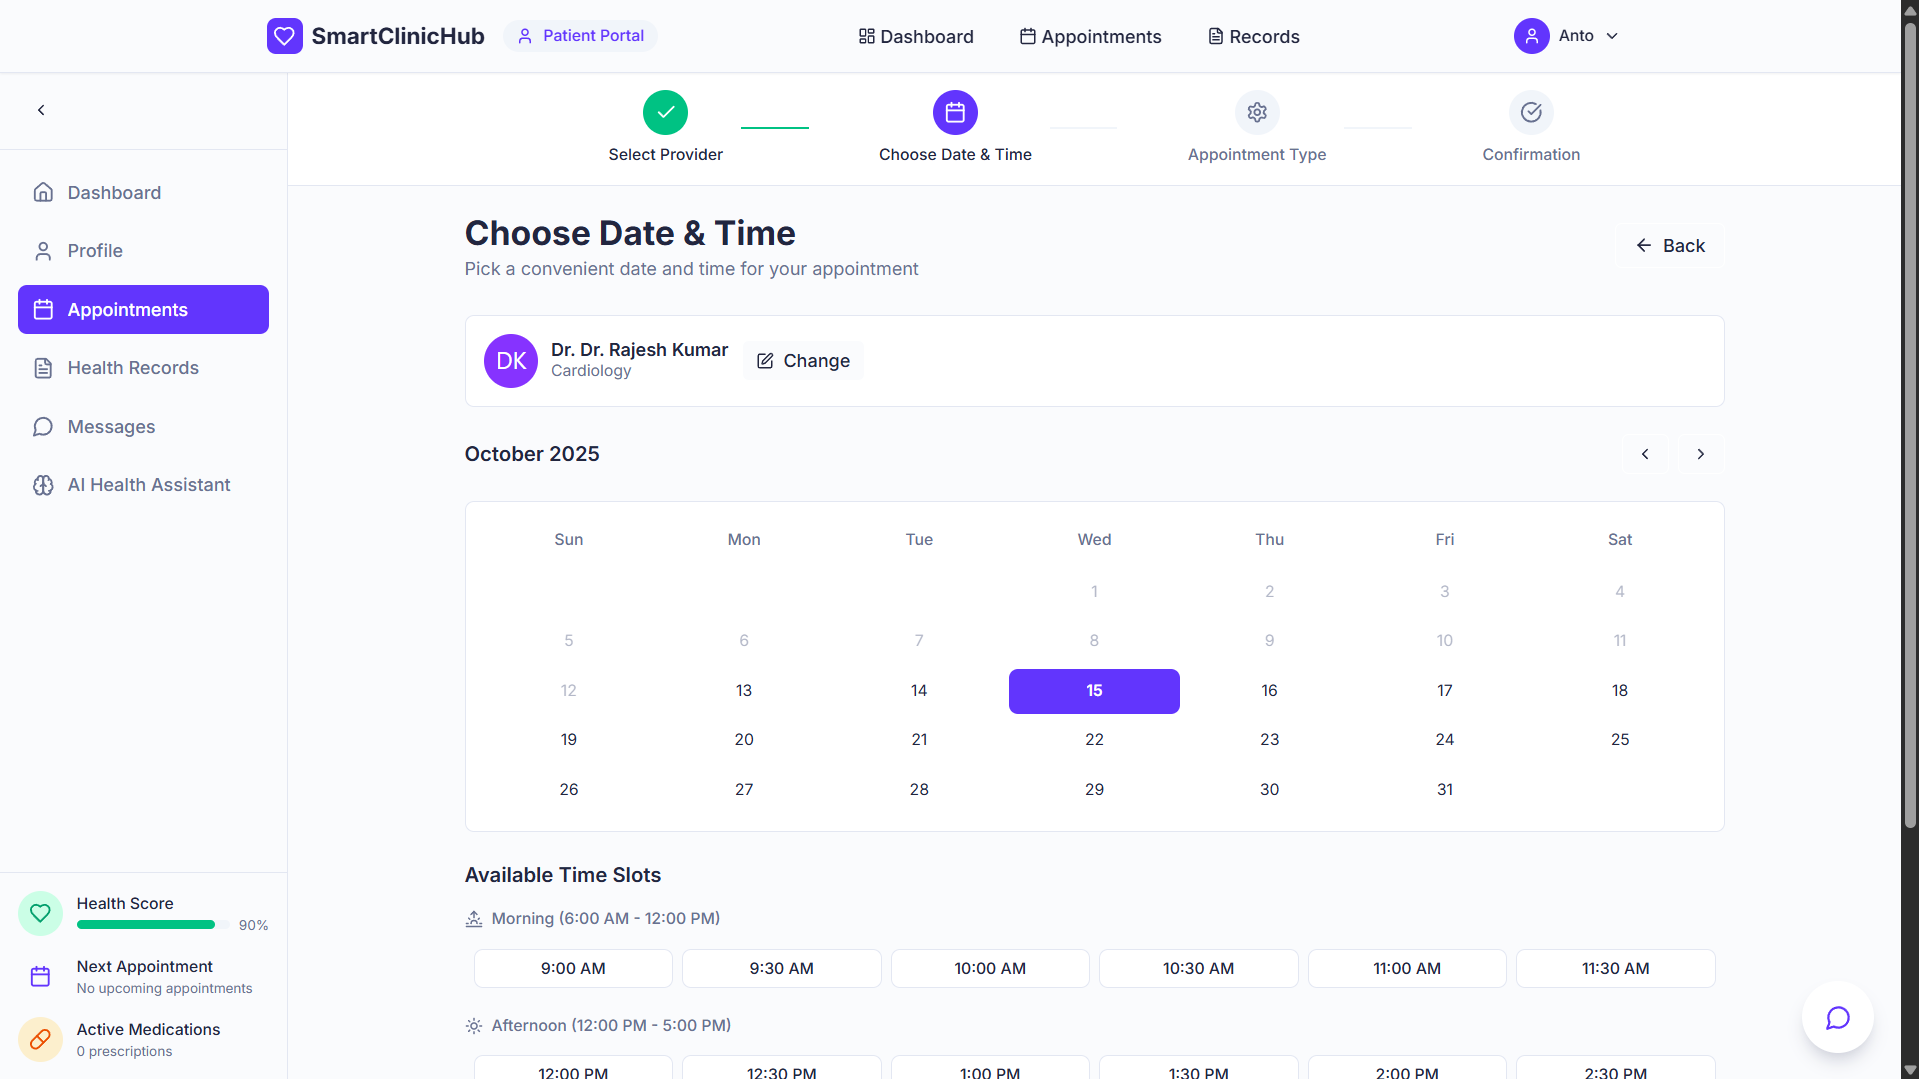 SmartClinicHub
Patient Portal
Dashboard
Appointments
Records
Anto
Select Provider
Choose Date & Time
Appointment Type
Confirmation
Dashboard
Profile
Appointments
Health Records
Messages
AI Health Assistant
Health Score
90%
Next Appointment
No upcoming appointments
Active Medications
0 prescriptions
Choose Date & Time
Pick a convenient date and time for your appointment
Back
DK
Dr. Dr. Rajesh Kumar
Cardiology
Change
October 2025
Sun Mon Tue Wed Thu Fri Sat
1 2 3 4
5 6 7 8 9 10 11
12 13 14 15 16 17 18
19 20 21 22 23 24 25
26 27 28 29 30 31
Available Time Slots
Morning (6:00 AM - 12:00 PM)
9:00 AM 9:30 AM 10:00 AM 10:30 AM 11:00 AM 11:30 AM
Afternoon (12:00 PM - 5:00 PM)
12:00 PM 12:30 PM 1:00 PM 1:30 PM 2:00 PM 2:30 PM